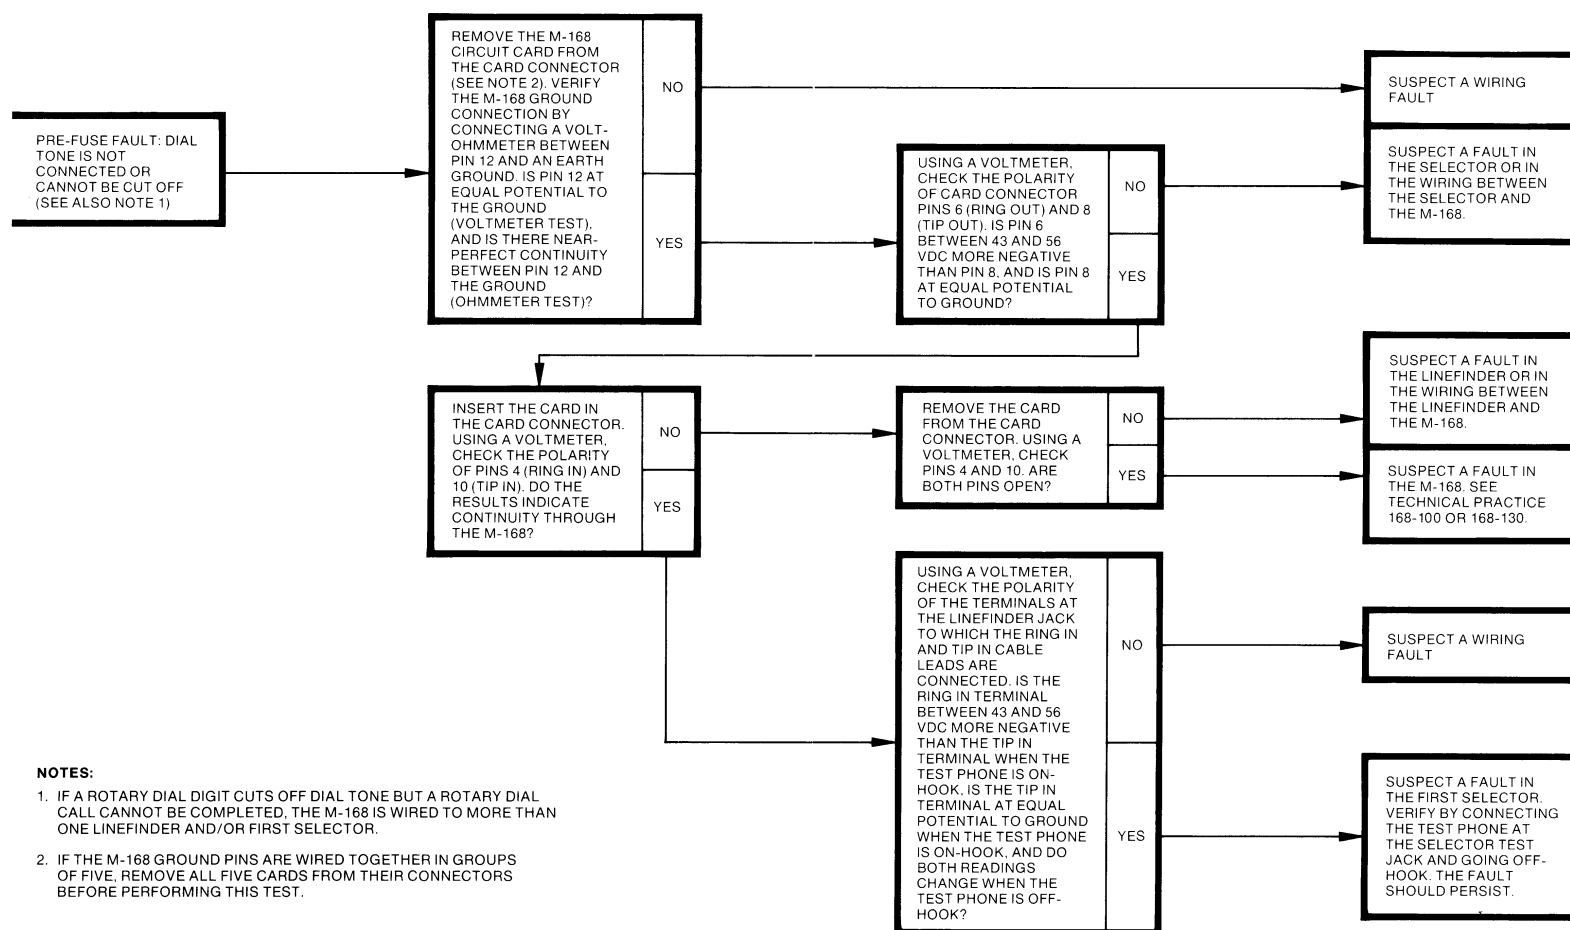 PRE-FUSE FAULT: DIAL
TONE IS NOT
CONNECTED OR
CANNOT BE CUT OFF
(SEE ALSO NOTE 1)
REMOVE THE M-168
CIRCUIT CARD FROM
THE CARD CONNECTOR
(SEE NOTE 2). VERIFY
THE M-168 GROUND
CONNECTION BY
CONNECTING A VOLT-
OHMMETER BETWEEN
PIN 12 AND AN EARTH
GROUND. IS PIN 12 AT
EQUAL POTENTIAL TO
THE GROUND
(VOLTMETER TEST),
AND IS THERE NEAR-
PERFECT CONTINUITY
BETWEEN PIN 12 AND
THE GROUND
(OHMMETER TEST)?
NO
YES
SUSPECT A WIRING
FAULT
USING A VOLTMETER,
CHECK THE POLARITY
OF CARD CONNECTOR
PINS 6 (RING OUT) AND 8
(TIP OUT). IS PIN 6
BETWEEN 43 AND 56
VDC MORE NEGATIVE
THAN PIN 8, AND IS PIN 8
AT EQUAL POTENTIAL
TO GROUND?
NO
YES
SUSPECT A FAULT IN
THE SELECTOR OR IN
THE WIRING BETWEEN
THE SELECTOR AND
THE M-168.
INSERT THE CARD IN
THE CARD CONNECTOR.
USING A VOLTMETER,
CHECK THE POLARITY
OF PINS 4 (RING IN) AND
10 (TIP IN). DO THE
RESULTS INDICATE
CONTINUITY THROUGH
THE M-168?
NO
YES
REMOVE THE CARD
FROM THE CARD
CONNECTOR. USING A
VOLTMETER, CHECK
PINS 4 AND 10. ARE
BOTH PINS OPEN?
NO
YES
SUSPECT A FAULT IN
THE LINEFINDER OR IN
THE WIRING BETWEEN
THE LINEFINDER AND
THE M-168.
SUSPECT A FAULT IN
THE M-168. SEE
TECHNICAL PRACTICE
168-100 OR 168-130.
USING A VOLTMETER,
CHECK THE POLARITY
OF THE TERMINALS AT
THE LINEFINDER JACK
TO WHICH THE RING IN
AND TIP IN CABLE
LEADS ARE
CONNECTED. IS THE
RING IN TERMINAL
BETWEEN 43 AND 56
VDC MORE NEGATIVE
THAN THE TIP IN
TERMINAL WHEN THE
TEST PHONE IS ON-
HOOK, IS THE TIP IN
TERMINAL AT EQUAL
POTENTIAL TO GROUND
WHEN THE TEST PHONE
IS ON-HOOK, AND DO
BOTH READINGS
CHANGE WHEN THE
TEST PHONE IS OFF-
HOOK?
NO
YES
SUSPECT A WIRING
FAULT
SUSPECT A FAULT IN
THE FIRST SELECTOR.
VERIFY BY CONNECTING
THE TEST PHONE AT
THE SELECTOR TEST
JACK AND GOING OFF-
HOOK. THE FAULT
SHOULD PERSIST.
NOTES:
1. IF A ROTARY DIAL DIGIT CUTS OFF DIAL TONE BUT A ROTARY DIAL
CALL CANNOT BE COMPLETED, THE M-168 IS WIRED TO MORE THAN
ONE LINEFINDER AND/OR FIRST SELECTOR.
2. IF THE M-168 GROUND PINS ARE WIRED TOGETHER IN GROUPS
OF FIVE, REMOVE ALL FIVE CARDS FROM THEIR CONNECTORS
BEFORE PERFORMING THIS TEST.